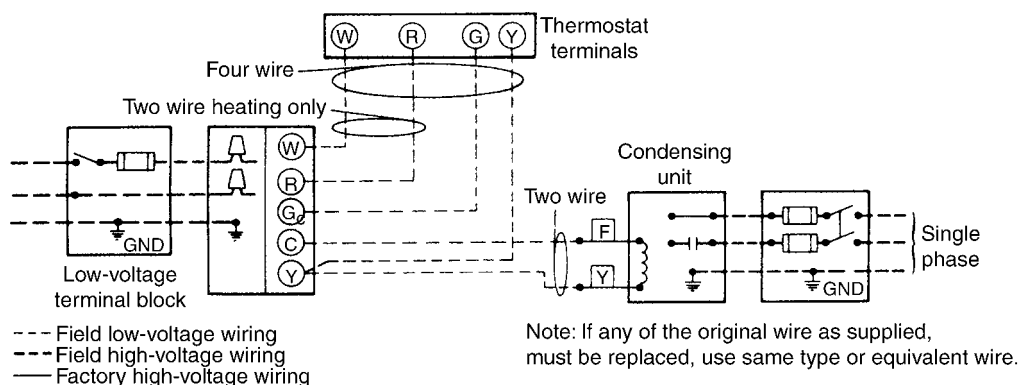 W R G Y
Thermostat
terminals
Four wire
Two wire heating only
W
R
GC
C
Y
Condensing
unit
Two wire
F
Y
GND
GND
Single
phase
Low-voltage
terminal block
Field low-voltage wiring
Field high-voltage wiring
Factory high-voltage wiring
Note: If any of the original wire as supplied,
must be replaced, use same type or equivalent wire.